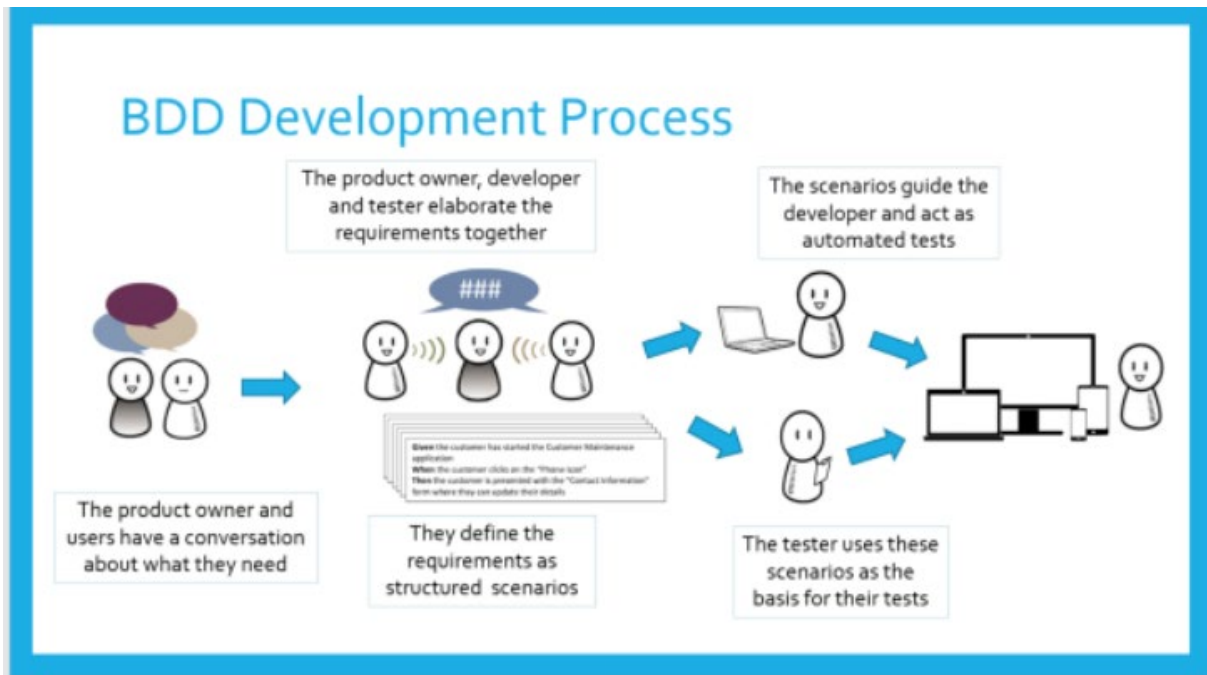 BDD Development Process
The product owner, developer
and tester elaborate the
requirements together
The scenarios guide the
developer and act as
automated tests
###
Given the customer has started the Customer Maintenance
application
When the customer clicks on the "Phone Icon"
Then the customer is presented with the "Contact Information"
form where they can update their details
The product owner and
users have a conversation
about what they need
They define the
requirements as
structured scenarios
The tester uses these
scenarios as the
basis for their tests